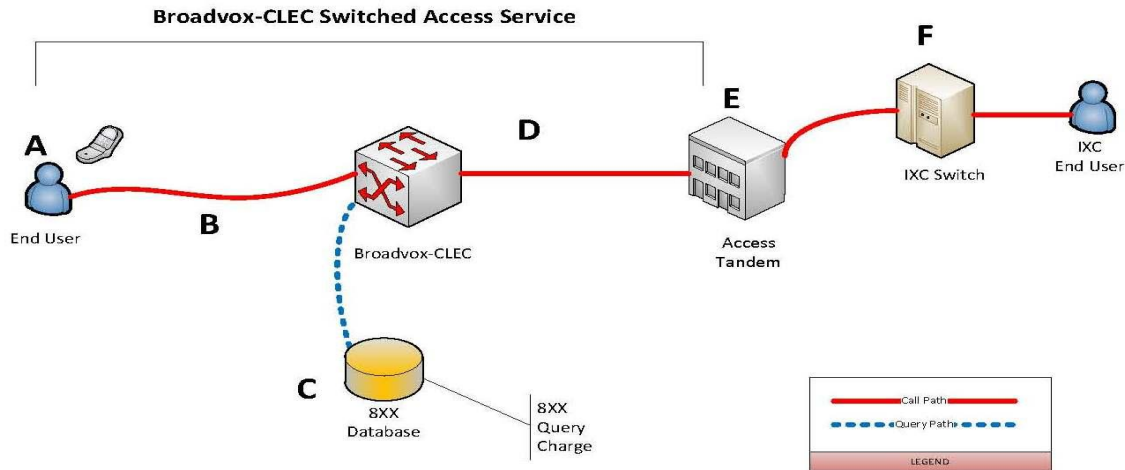 Broadvox-CLEC Switched Access Service
F
E
D
A
B
IXC
End User
IXC Switch
End User
Broadvox-CLEC
Access
Tandem
C
8XX
Database
8XX
Query
Charge
Call Path
Query Path
LEGEND